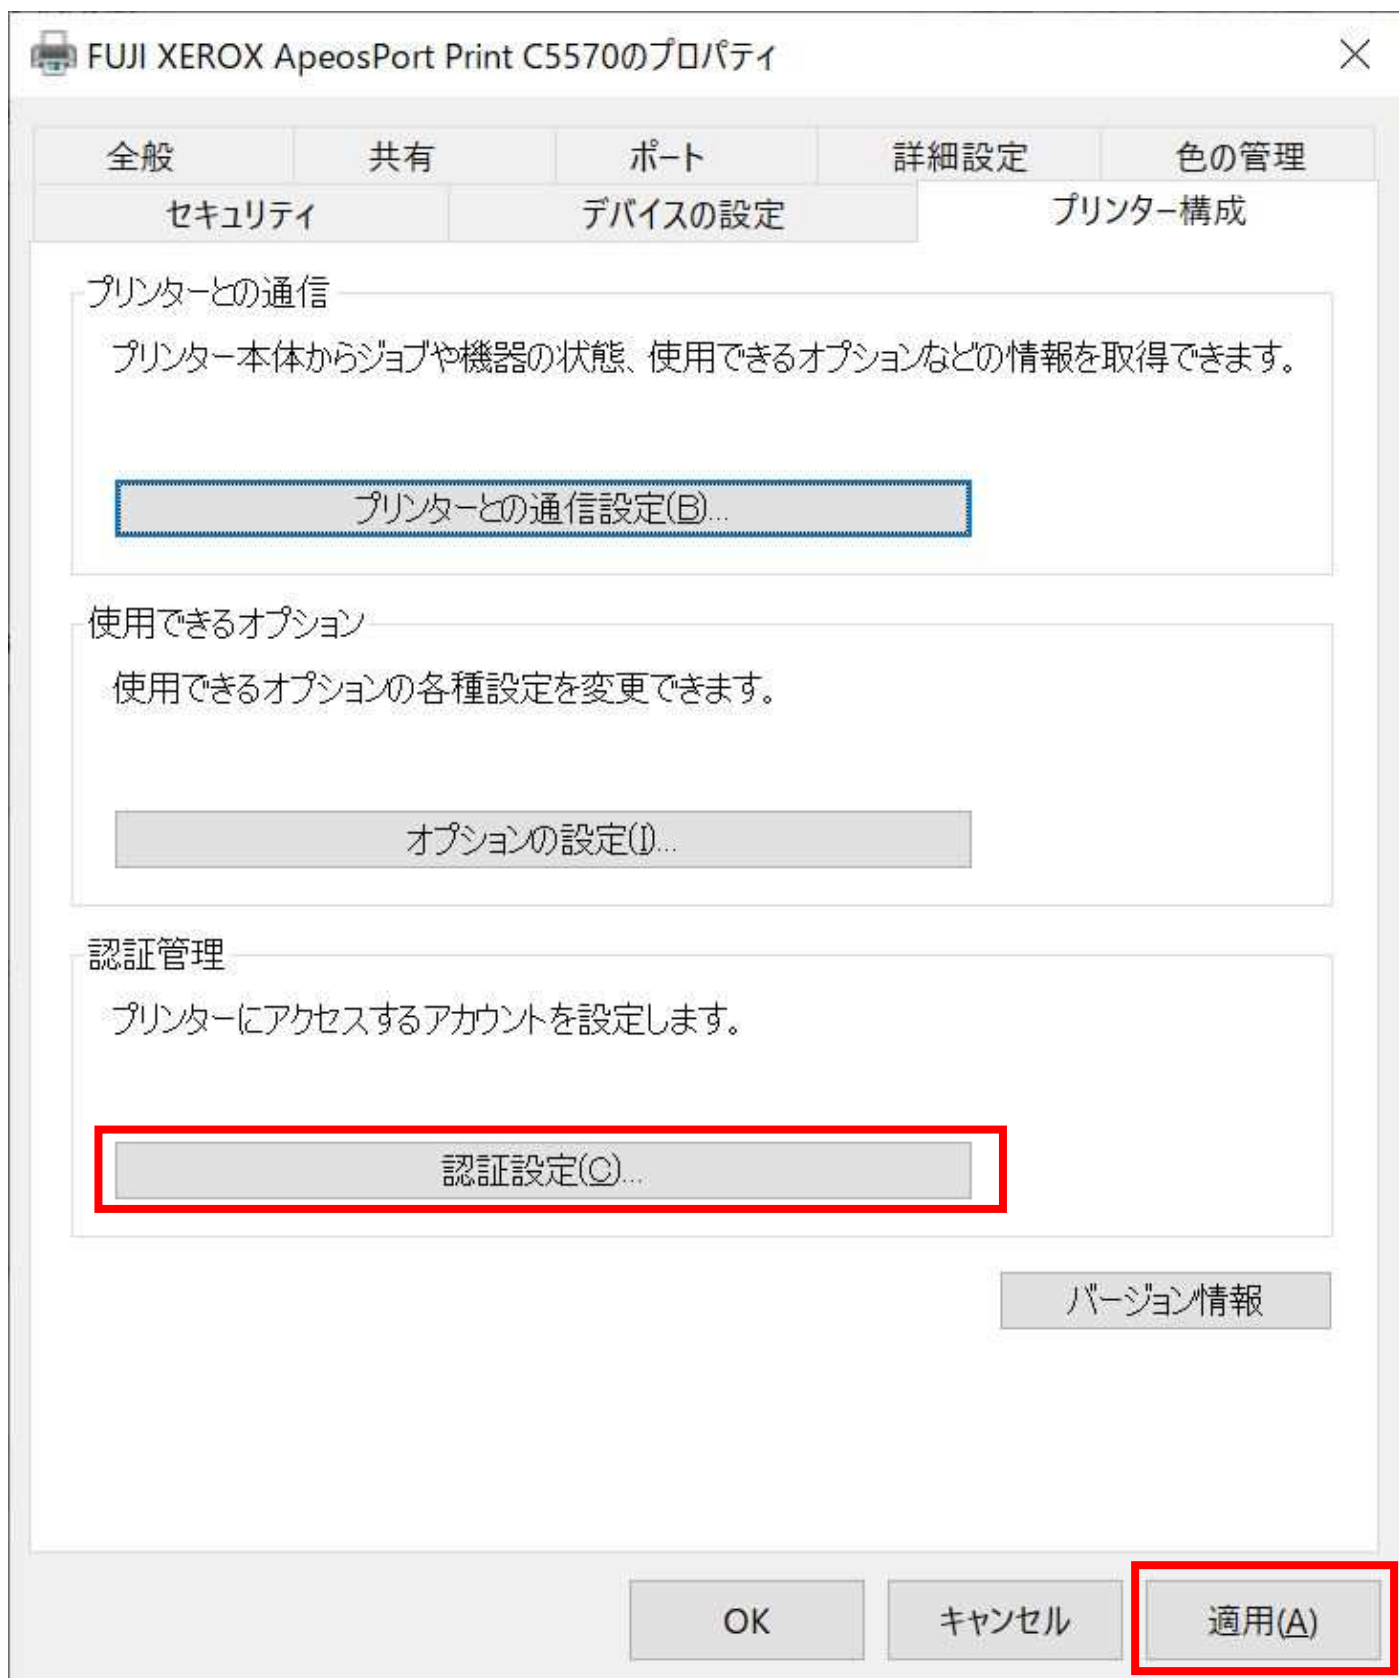 FUJI XEROX ApeosPort Print C5570のプロパティ
全般 共有 ポート 詳細設定 色の管理
セキュリティ デバイスの設定 プリンター構成
プリンターとの通信
プリンター本体からジョブや機器の状態、使用できるオプションなどの情報を取得できます。
プリンターとの通信設定(B)...
使用できるオプション
使用できるオプションの各種設定を変更できます。
オプションの設定(I)...
認証管理
プリンターにアクセスするアカウントを設定します。
認証設定(C)...
バージョン情報
OK キャンセル 適用(A)